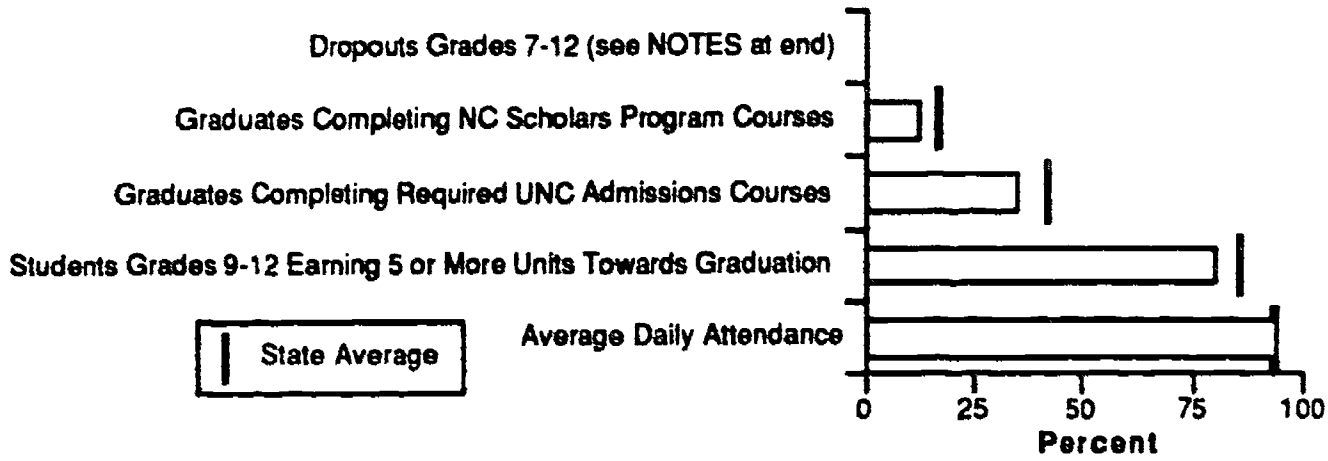 Dropouts Grades 7-12 (see NOTES at end)
Graduates Completing NC Scholars Program Courses
Graduates Completing Required UNC Admissions Courses
Students Grades 9-12 Earning 5 or More Units Towards Graduation
Average Daily Attendance
State Average
0 25 50 75 100
Percent